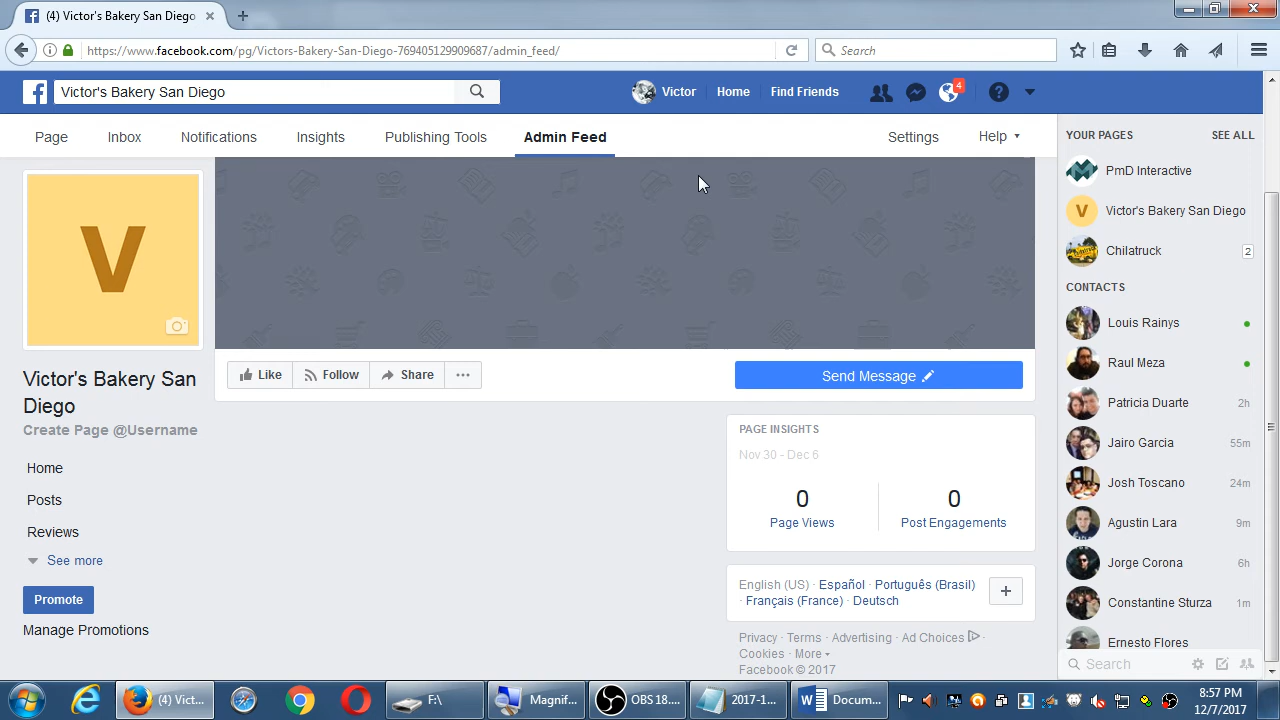 (4) Victor's Bakery San Diego
https://www.facebook.com/pg/Victors-Bakery-San-Diego-769405129909687/admin_feed/
Search
Victor's Bakery San Diego
Victor
Home
Find Friends
4
Page
Inbox
Notifications
Insights
Publishing Tools
Admin Feed
Settings
Help
V
Victor's Bakery San
Diego
Create Page @Username
Home
Posts
Reviews
See more
Promote
Manage Promotions
Like
Follow
Share
Send Message
PAGE INSIGHTS
Nov 30 - Dec 6
0
Page Views
0
Post Engagements
English (US) · Español · Português (Brasil)
· Français (France) · Deutsch
Privacy · Terms · Advertising · Ad Choices ·
Cookies · More
Facebook © 2017
YOUR PAGES
SEE ALL
PmD Interactive
V
Victor's Bakery San Diego
Chilatruck
2
CONTACTS
Louis Rainys
Raul Meza
Patricia Duarte 2h
Jairo Garcia 55m
Josh Toscano 24m
Agustin Lara 9m
Jorge Corona 6h
Constantine Sturza 1m
Ernesto Flores
Search
(4) Vict...
F:\
Magnif...
OBS 18....
2017-1...
Docum...
8:57 PM
12/7/2017